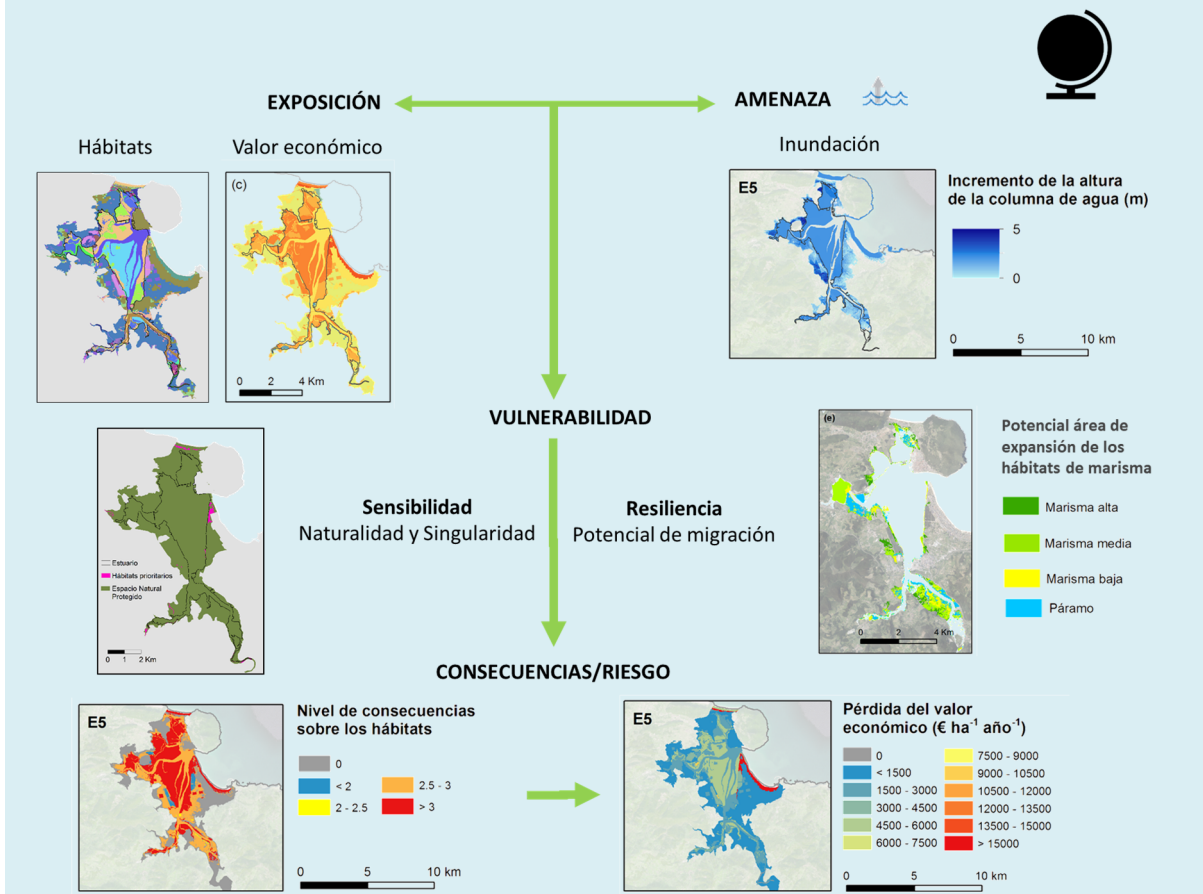 EXPOSICIÓN
AMENAZA
Hábitats
Valor económico
Inundación
(c)
0 2 4 Km
E5
Incremento de la altura
de la columna de agua (m)
5
0
0 5 10 km
VULNERABILIDAD
Sensibilidad
Naturalidad y Singularidad
Resiliencia
Potencial de migración
Estuario
Hábitats prioritarios
Espacio Natural
Protegido
0 1 2 Km
(e)
0 2 4 Km
Potencial área de
expansión de los
hábitats de marisma
Marisma alta
Marisma media
Marisma baja
Páramo
CONSECUENCIAS/RIESGO
E5
Nivel de consecuencias
sobre los hábitats
0
< 2
2 - 2.5
2.5 - 3
> 3
0 5 10 km
E5
Pérdida del valor
económico (€ ha⁻¹ año⁻¹)
0
< 1500
1500 - 3000
3000 - 4500
4500 - 6000
6000 - 7500
7500 - 9000
9000 - 10500
10500 - 12000
12000 - 13500
13500 - 15000
> 15000
0 5 10 km